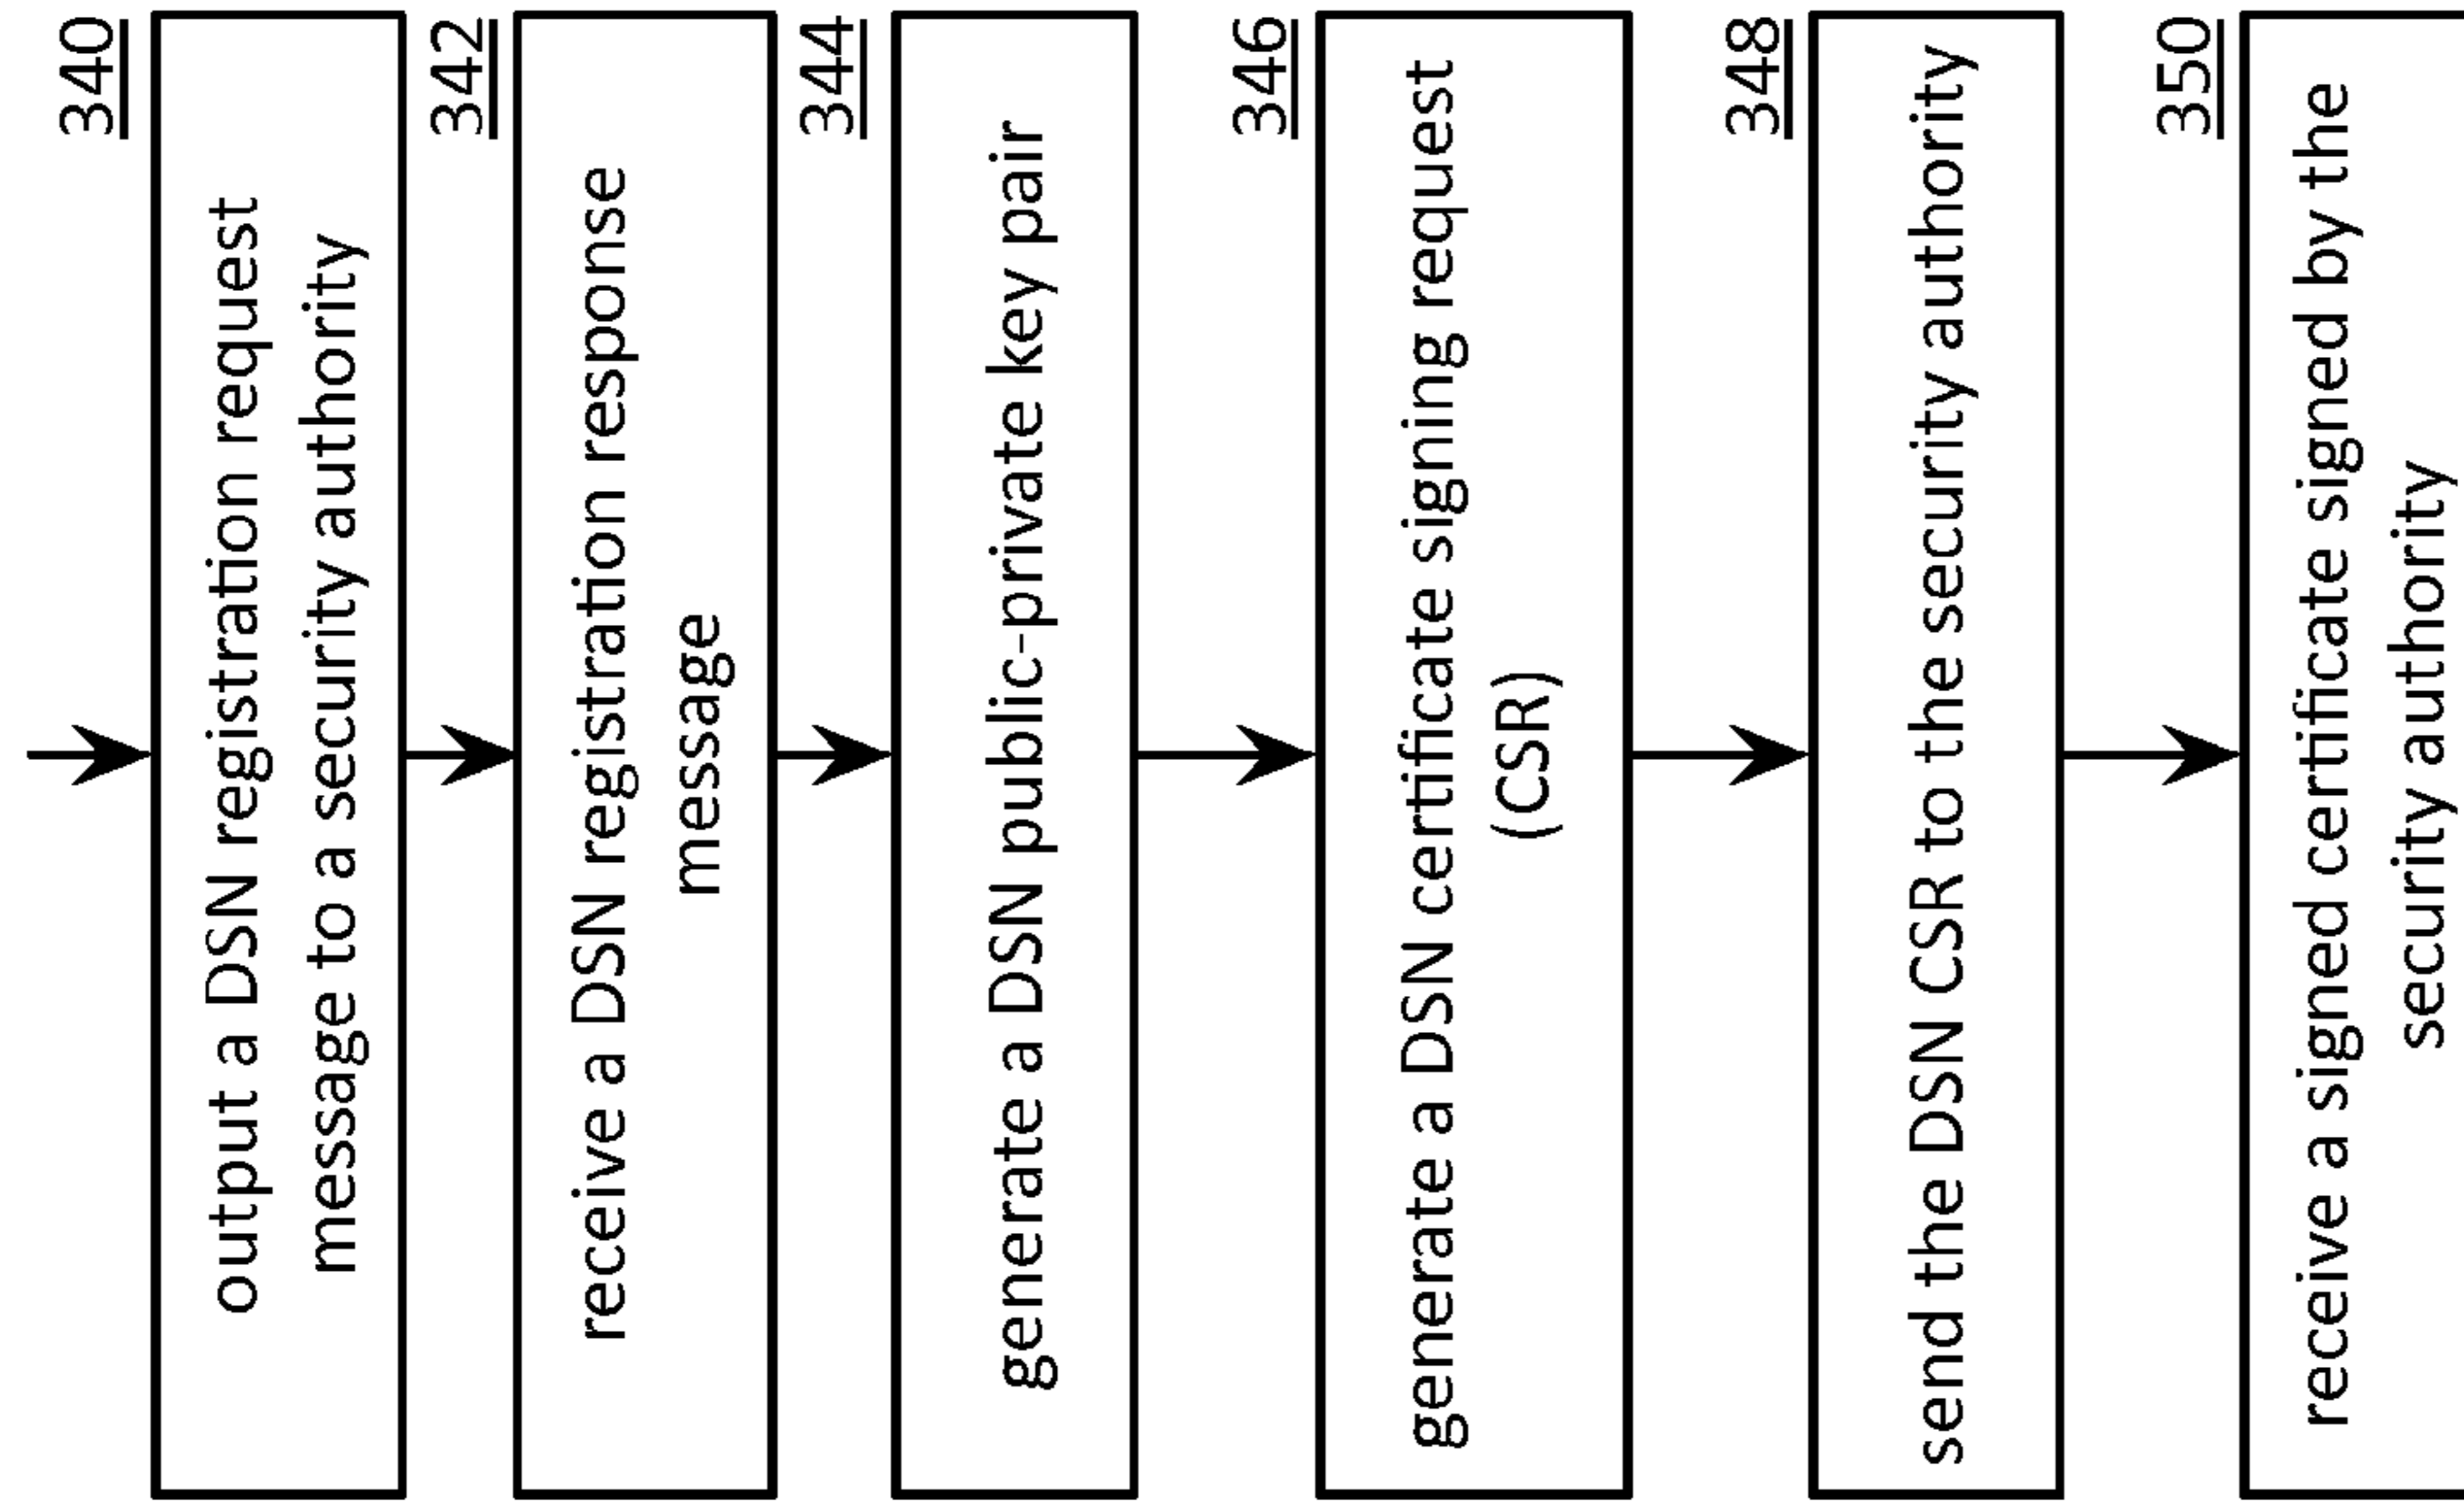 340
output a DSN registration request
message to a security authority
342
receive a DSN registration response
message
344
generate a DSN public-private key pair
346
generate a DSN certificate signing request
(CSR)
348
send the DSN CSR to the security authority
350
receive a signed certificate signed by the
security authority